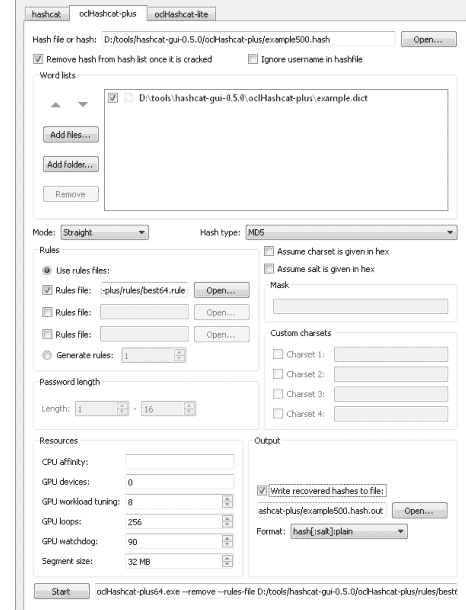 hashcat oclHashcat-plus oclHashcat-lite
Hash file or hash: D:/tools/hashcat-gui-0.5.0/oclHashcat-plus/example500.hash Open...
Remove hash from hash list once it is cracked Ignore username in hashfile
Word lists
D:\tools\hashcat-gui-0.5.0\oclHashcat-plus\example.dict
Add files...
Add folder...
Remove
Mode: Straight Hash type: MD5
Rules
Use rules files:
Rules file: :-plus/rules/best64.rule Open...
Rules file: Open...
Rules file: Open...
Generate rules: 1
Assume charset is given in hex
Assume salt is given in hex
Mask
Custom charsets
Charset 1:
Charset 2:
Charset 3:
Charset 4:
Password length
Length: 1 - 16
Resources
CPU affinity:
GPU devices: 0
GPU workload tuning: 8
GPU loops: 256
GPU watchdog: 90
Segment size: 32 MB
Output
Write recovered hashes to file:
ashcat-plus/example500.hash.out Open...
Format: hash[:salt]:plain
Start oclHashcat-plus64.exe --remove --rules-file D:/tools/hashcat-gui-0.5.0/oclHashcat-plus/rules/best6